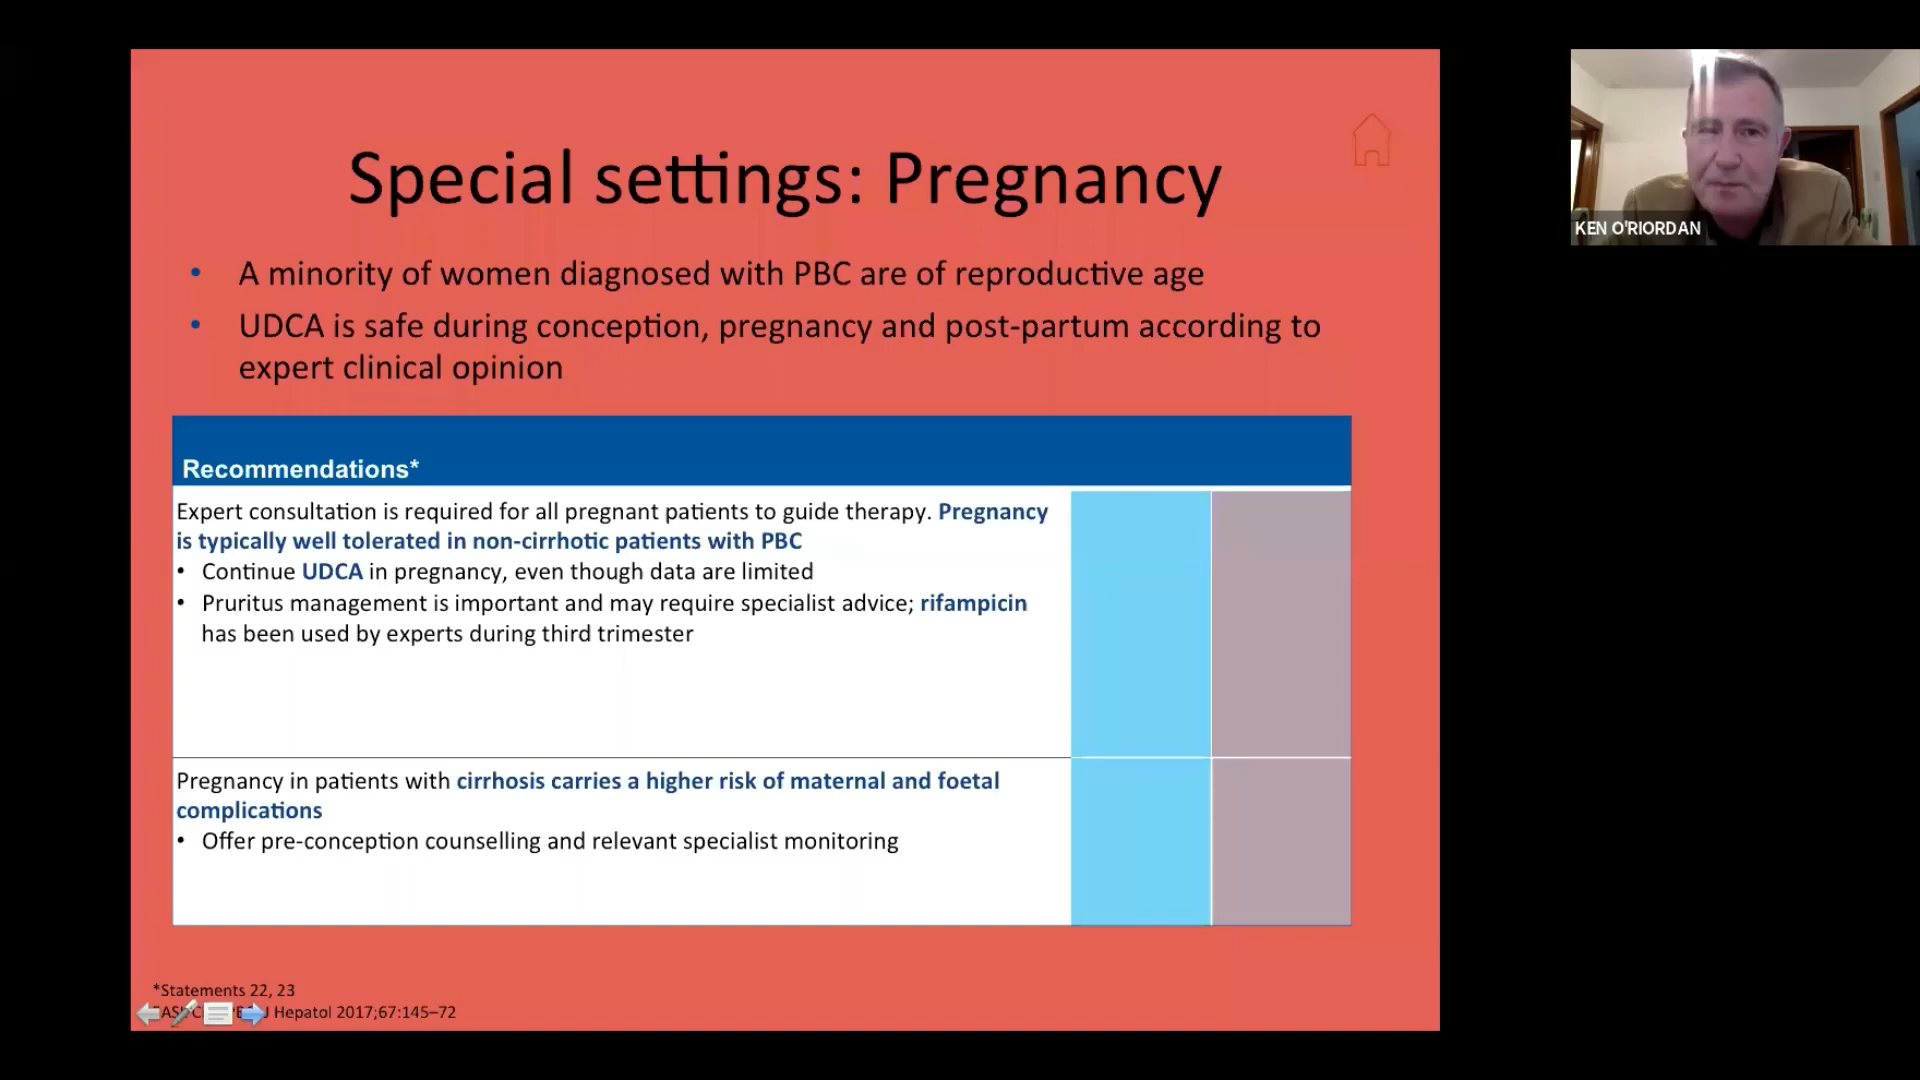 Special settings: Pregnancy
KEN O'RIORDAN
• A minority of women diagnosed with PBC are of reproductive age
• UDCA is safe during conception, pregnancy and post-partum according to
expert clinical opinion
Recommendations*
Expert consultation is required for all pregnant patients to guide therapy. Pregnancy
is typically well tolerated in non-cirrhotic patients with PBC
• Continue UDCA in pregnancy, even though data are limited
• Pruritus management is important and may require specialist advice; rifampicin
has been used by experts during third trimester
Pregnancy in patients with cirrhosis carries a higher risk of maternal and foetal
complications
• Offer pre-conception counselling and relevant specialist monitoring
*Statements 22, 23
J Hepatol 2017;67:145–72